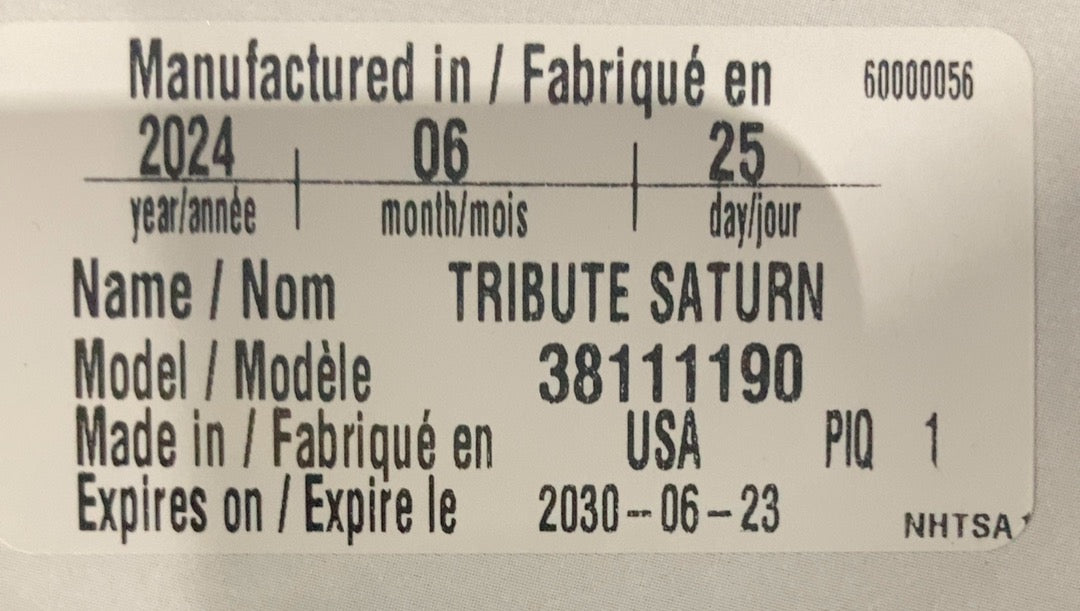 Manufactured in / Fabriqué en 60000056
2024 06 25
year/année month/mois day/jour
Name / Nom TRIBUTE SATURN
Model / Modèle 38111190
Made in / Fabriqué en USA PIQ 1
Expires on / Expire le 2030-06-23
NHTSA